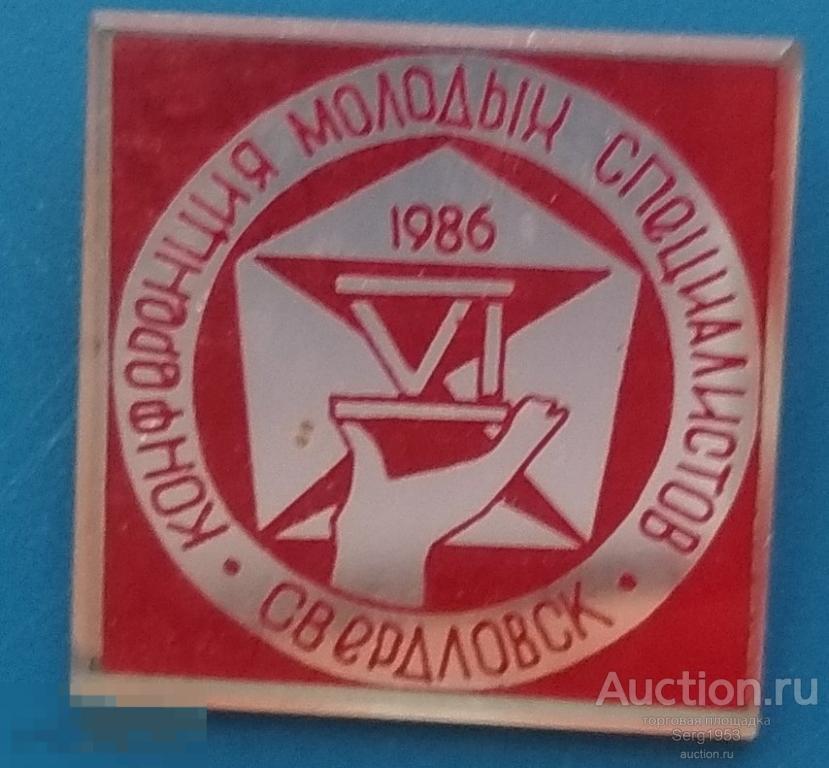 КОНФЕРЕНЦИЯ МОЛОДЫХ СПЕЦИАЛИСТОВ
1986
VI
• СВЕРДЛОВСК •
Auction.ru
торговая площадка
Serg1953
auction.ru